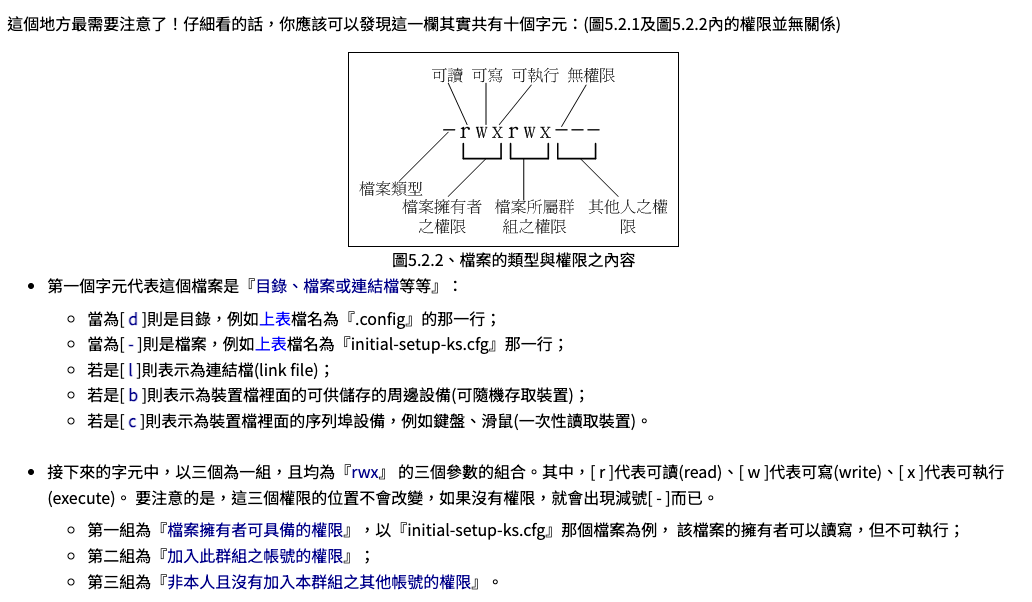 這個地方最需要注意了！仔細看的話，你應該可以發現這一欄其實共有十個字元：(圖5.2.1及圖5.2.2內的權限並無關係)
可讀 可寫 可執行 無權限
-rwxrwx---
檔案類型
檔案擁有者 檔案所屬群 其他人之權
之權限 組之權限 限
圖5.2.2、檔案的類型與權限之內容
• 第一個字元代表這個檔案是『目錄、檔案或連結檔等等』：
◦ 當為[ d ]則是目錄，例如上表檔名為『.config』的那一行；
◦ 當為[ - ]則是檔案，例如上表檔名為『initial-setup-ks.cfg』那一行；
◦ 若是[ l ]則表示為連結檔(link file)；
◦ 若是[ b ]則表示為裝置檔裡面的可供儲存的周邊設備(可隨機存取裝置)；
◦ 若是[ c ]則表示為裝置檔裡面的序列埠設備，例如鍵盤、滑鼠(一次性讀取裝置)。
• 接下來的字元中，以三個為一組，且均為『rwx』 的三個參數的組合。其中，[ r ]代表可讀(read)、[ w ]代表可寫(write)、[ x ]代表可執行
(execute)。 要注意的是，這三個權限的位置不會改變，如果沒有權限，就會出現減號[ - ]而已。
◦ 第一組為『檔案擁有者可具備的權限』，以『initial-setup-ks.cfg』那個檔案為例， 該檔案的擁有者可以讀寫，但不可執行；
◦ 第二組為『加入此群組之帳號的權限』；
◦ 第三組為『非本人且沒有加入本群組之其他帳號的權限』。